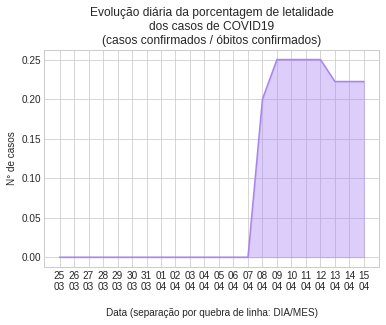 Evolução diária da porcentagem de letalidade
dos casos de COVID19
(casos confirmados / óbitos confirmados)
N° de casos
0.25
0.20
0.15
0.10
0.05
0.00
25 26 27 28 29 30 31 01 02 03 04 05 06 07 08 09 10 11 12 13 14 15
03 03 03 03 03 03 03 04 04 04 04 04 04 04 04 04 04 04 04 04 04 04
Data (separação por quebra de linha: DIA/MES)